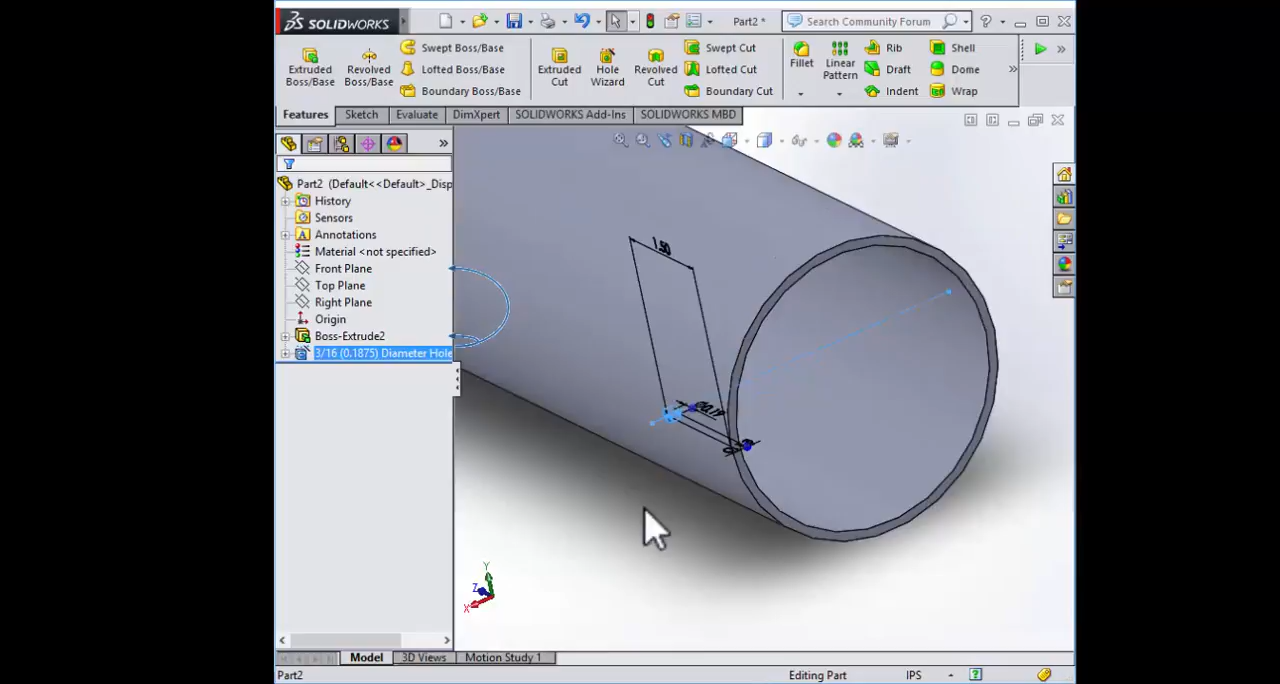 SOLIDWORKS
Part2 *
Search Community Forum
Extruded Boss/Base
Revolved Boss/Base
Swept Boss/Base
Lofted Boss/Base
Boundary Boss/Base
Extruded Cut
Hole Wizard
Revolved Cut
Swept Cut
Lofted Cut
Boundary Cut
Fillet
Linear Pattern
Rib
Draft
Indent
Shell
Dome
Wrap
Features
Sketch
Evaluate
DimXpert
SOLIDWORKS Add-Ins
SOLIDWORKS MBD
Part2 (Default<<Default>_Disp
History
Sensors
Annotations
Material <not specified>
Front Plane
Top Plane
Right Plane
Origin
Boss-Extrude2
3/16 (0.1875) Diameter Hole
1.50
Y
Z
X
Model
3D Views
Motion Study 1
Part2
Editing Part
IPS